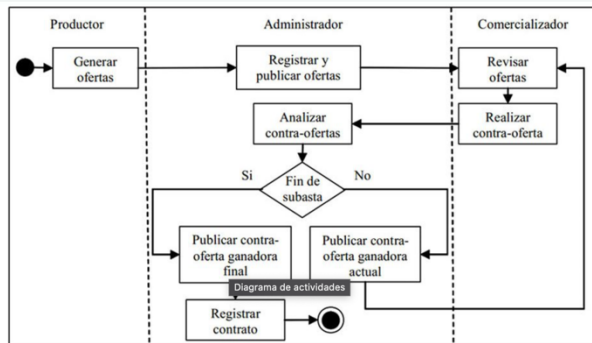 Productor
Administrador
Comercializador
Generar
ofertas
Registrar y
publicar ofertas
Revisar
ofertas
Analizar
contra-ofertas
Realizar
contra-oferta
Si
Fin de
subasta
No
Publicar contra-
oferta ganadora
final
Publicar contra-
oferta ganadora
actual
Diagrama de actividades
Registrar
contrato